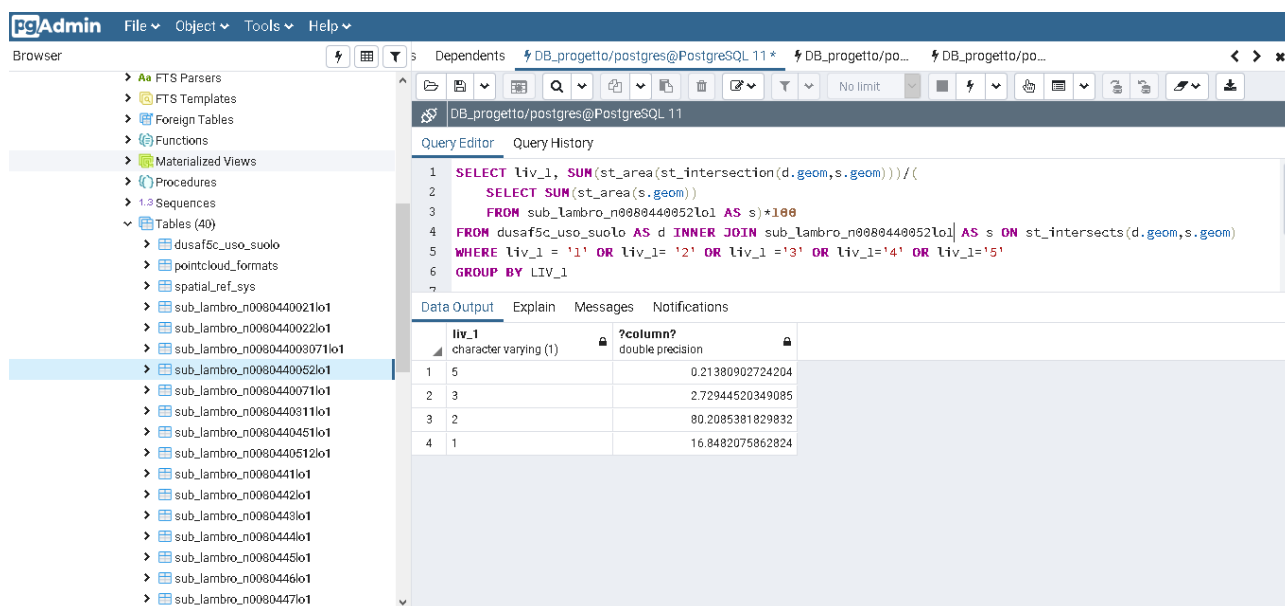 pgAdmin File Object Tools Help
Browser
s Dependents DB_progetto/postgres@PostgreSQL 11 * DB_progetto/po... DB_progetto/po...
No limit
DB_progetto/postgres@PostgreSQL 11
Query Editor Query History
Aa FTS Parsers
FTS Templates
Foreign Tables
Functions
Materialized Views
Procedures
1..3 Sequences
Tables (40)
dusaf5c_uso_suolo
pointcloud_formats
spatial_ref_sys
sub_lambro_n0080440021lo1
sub_lambro_n0080440022lo1
sub_lambro_n008044003071lo1
sub_lambro_n0080440052lo1
sub_lambro_n0080440071lo1
sub_lambro_n0080440311lo1
sub_lambro_n0080440451lo1
sub_lambro_n0080440512lo1
sub_lambro_n0080441lo1
sub_lambro_n0080442lo1
sub_lambro_n0080443lo1
sub_lambro_n0080444lo1
sub_lambro_n0080445lo1
sub_lambro_n0080446lo1
sub_lambro_n0080447lo1
1 SELECT liv_1, SUM(st_area(st_intersection(d.geom,s.geom)))/(
2 SELECT SUM(st_area(s.geom))
3 FROM sub_lambro_n0080440052lo1 AS s)*100
4 FROM dusaf5c_uso_suolo AS d INNER JOIN sub_lambro_n0080440052lo1 AS s ON st_intersects(d.geom,s.geom)
5 WHERE liv_1 = '1' OR liv_1= '2' OR liv_1 ='3' OR liv_1='4' OR liv_1='5'
6 GROUP BY LIV_1
7
Data Output Explain Messages Notifications
liv_1 ?column?
character varying (1) double precision
1 5 0.21380902724204
2 3 2.72944520349085
3 2 80.2085381829832
4 1 16.8482075862824